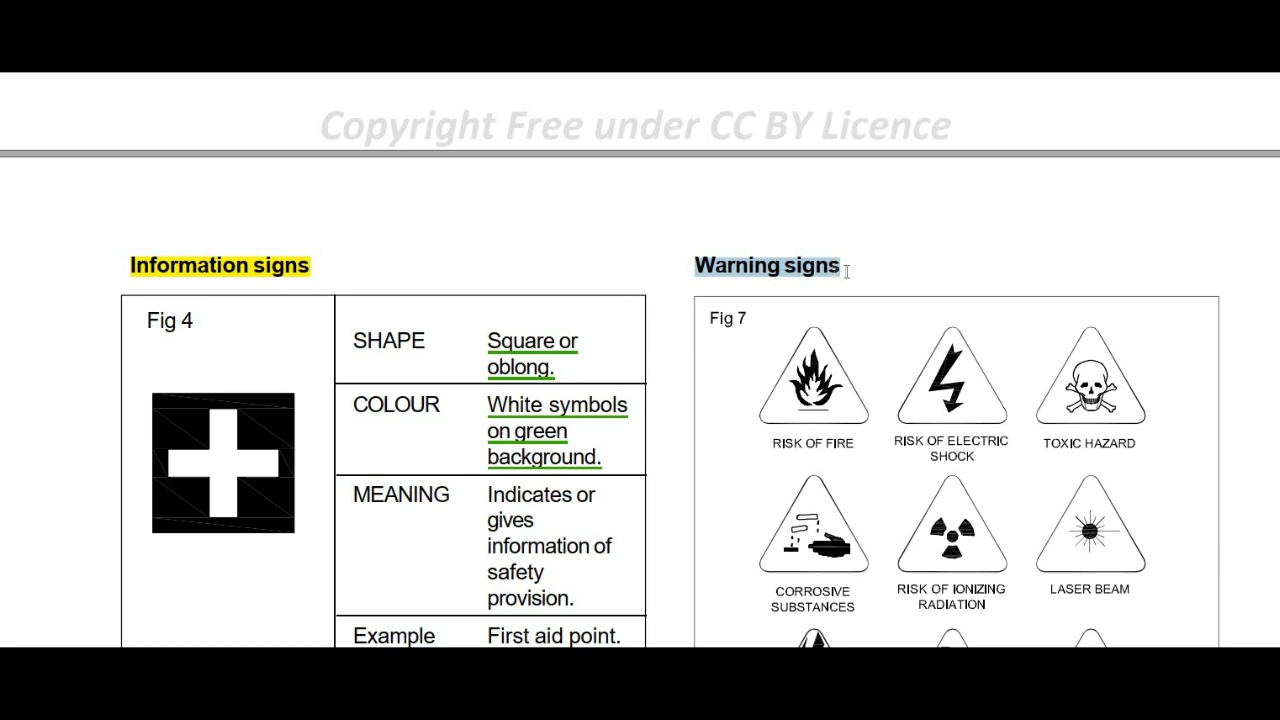 Copyright Free under CC BY Licence
Information signs
Fig 4
SHAPE
Square or
oblong.
COLOUR
White symbols
on green
background.
MEANING
Indicates or
gives
information of
safety
provision.
Example
First aid point.
Warning signs
Fig 7
RISK OF FIRE
RISK OF ELECTRIC
SHOCK
TOXIC HAZARD
CORROSIVE
SUBSTANCES
RISK OF IONIZING
RADIATION
LASER BEAM